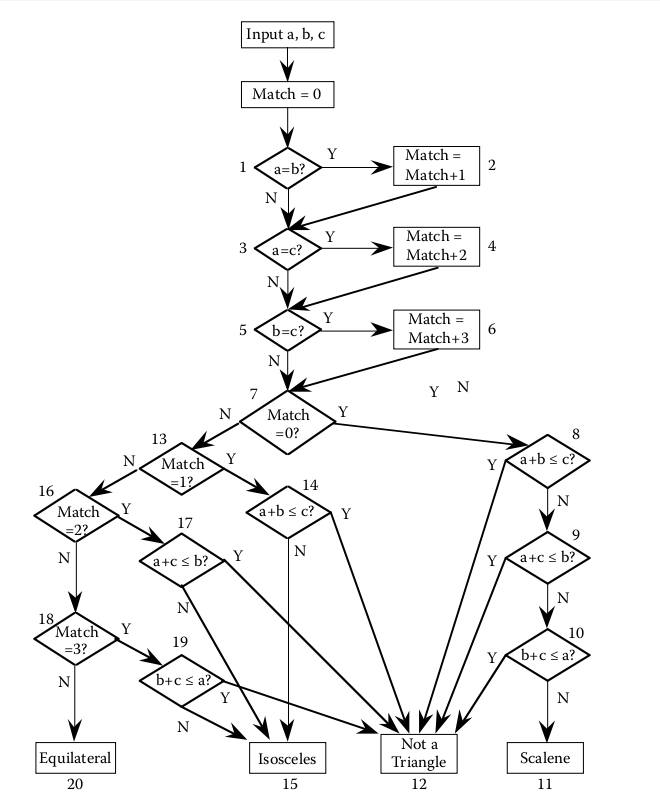 Input a, b, c
Match = 0
1
a=b?
Y
Match =
Match+1
2
N
3
a=c?
Y
Match =
Match+2
4
N
5
b=c?
Y
Match =
Match+3
6
N
Y N
7
Match
=0?
N
Y
8
a+b ≤ c?
Y
N
13
Match
=1?
N
Y
14
a+b ≤ c?
Y
N
16
Match
=2?
Y
N
17
a+c ≤ b?
Y
N
9
a+c ≤ b?
Y
N
18
Match
=3?
Y
N
19
b+c ≤ a?
Y
N
10
b+c ≤ a?
Y
N
Equilateral
20
Isosceles
15
Not a
Triangle
12
Scalene
11